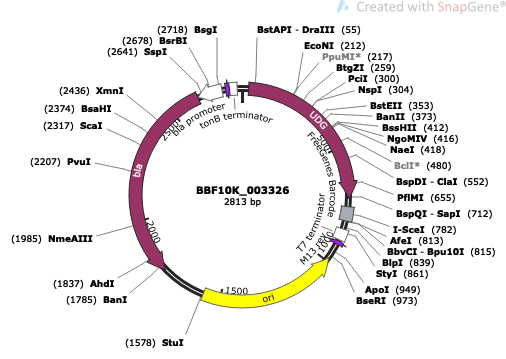 Created with SnapGene®
(2718) BsgI
(2678) BsrBI
(2641) SspI
(2436) XmnI
(2374) BsaHI
(2317) ScaI
(2207) PvuI
(1985) NmeAIII
(1837) AhdI
(1785) BanI
(1578) StuI
BstAPI - DraIII (55)
EcoNI (212)
PpuMI* (217)
BtgZI (259)
PciI (300)
NspI (304)
BstEII (353)
BanII (373)
BssHII (412)
NgoMIV (416)
NaeI (418)
BclI* (480)
BspDI - ClaI (552)
PflMI (655)
BspQI - SapI (712)
I-SceI (782)
AfeI (813)
BbvCI - Bpu10I (815)
BlpI (839)
StyI (861)
ApoI (949)
BseRI (973)
bla promoter
tonB terminator
UDG
FreeGenes Barcode
T7 terminator
M13 rev
bla
ori
500
1000
1500
2000
2500
BBF10K_003326
2813 bp